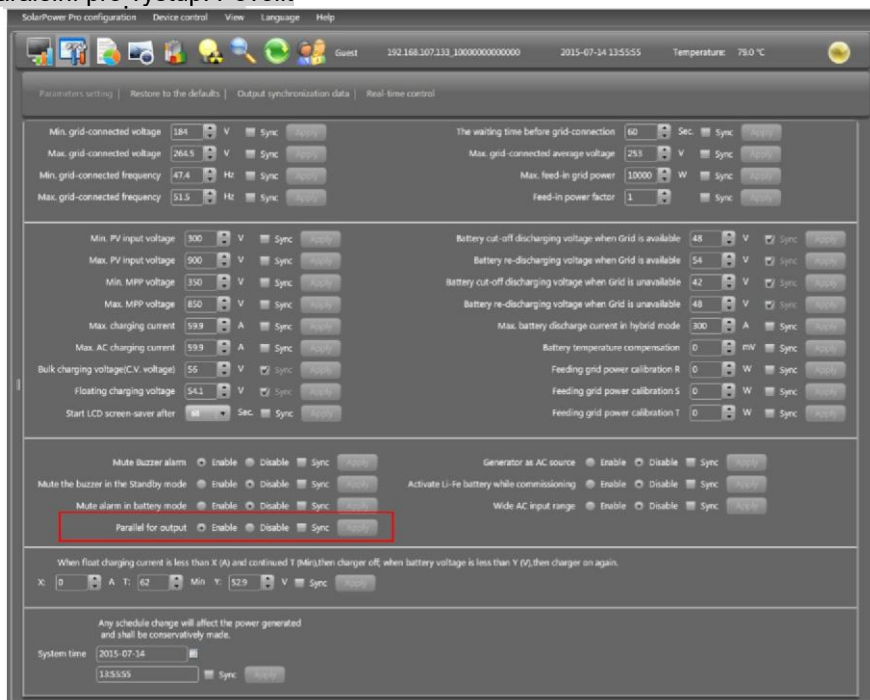 Paralelní pro výstup: Povolit
SolarPower Pro configuration Device control View Language Help
Guest 192.168.107.133_10000000000000 2015-07-14 13:55:55 Temperature: 79.0 °C
Parameters setting | Restore to the defaults | Output synchronization data | Real-time control
Min. grid-connected voltage 184 V Sync Apply The waiting time before grid-connection 60 Sec. Sync Apply
Max. grid-connected voltage 264.5 V Sync Apply Max. grid-connected average voltage 253 V Sync Apply
Min. grid-connected frequency 47.4 Hz Sync Apply Max. feed-in grid power 10000 W Sync Apply
Max. grid-connected frequency 51.5 Hz Sync Apply Feed-in power factor 1 Sync Apply
Min. PV input voltage 300 V Sync Apply Battery cut-off discharging voltage when Grid is available 48 V Sync Apply
Max. PV input voltage 900 V Sync Apply Battery re-discharging voltage when Grid is available 54 V Sync Apply
Min. MPP voltage 350 V Sync Apply Battery cut-off discharging voltage when Grid is unavailable 42 V Sync Apply
Max. MPP voltage 850 V Sync Apply Battery re-discharging voltage when Grid is unavailable 48 V Sync Apply
Max. charging current 59.9 A Sync Apply Max. battery discharge current in hybrid mode 300 A Sync Apply
Max. AC charging current 59.9 A Sync Apply Battery temperature compensation 0 mV Sync Apply
Bulk charging voltage(C.V. voltage) 56 V Sync Apply Feeding grid power calibration R 0 W Sync Apply
Floating charging voltage 54.1 V Sync Apply Feeding grid power calibration S 0 W Sync Apply
Start LCD screen-saver after Sec. Sync Apply Feeding grid power calibration T 0 W Sync Apply
Mute Buzzer alarm Enable Disable Sync Apply Generator as AC source Enable Disable Sync Apply
Mute the buzzer in the Standby mode Enable Disable Sync Apply Activate Li-Fe battery while commissioning Enable Disable Sync Apply
Mute alarm in battery mode Enable Disable Sync Apply Wide AC input range Enable Disable Sync Apply
Parallel for output Enable Disable Sync Apply
When float charging current is less than X (A) and continued T (Min),then charger off, when battery voltage is less than Y (V),then charger on again.
X: 0 A T: 62 Min Y: 52.9 V Sync Apply
Any schedule change will affect the power generated
and shall be conservatively made.
System time 2015-07-14
13:55:55 Sync Apply